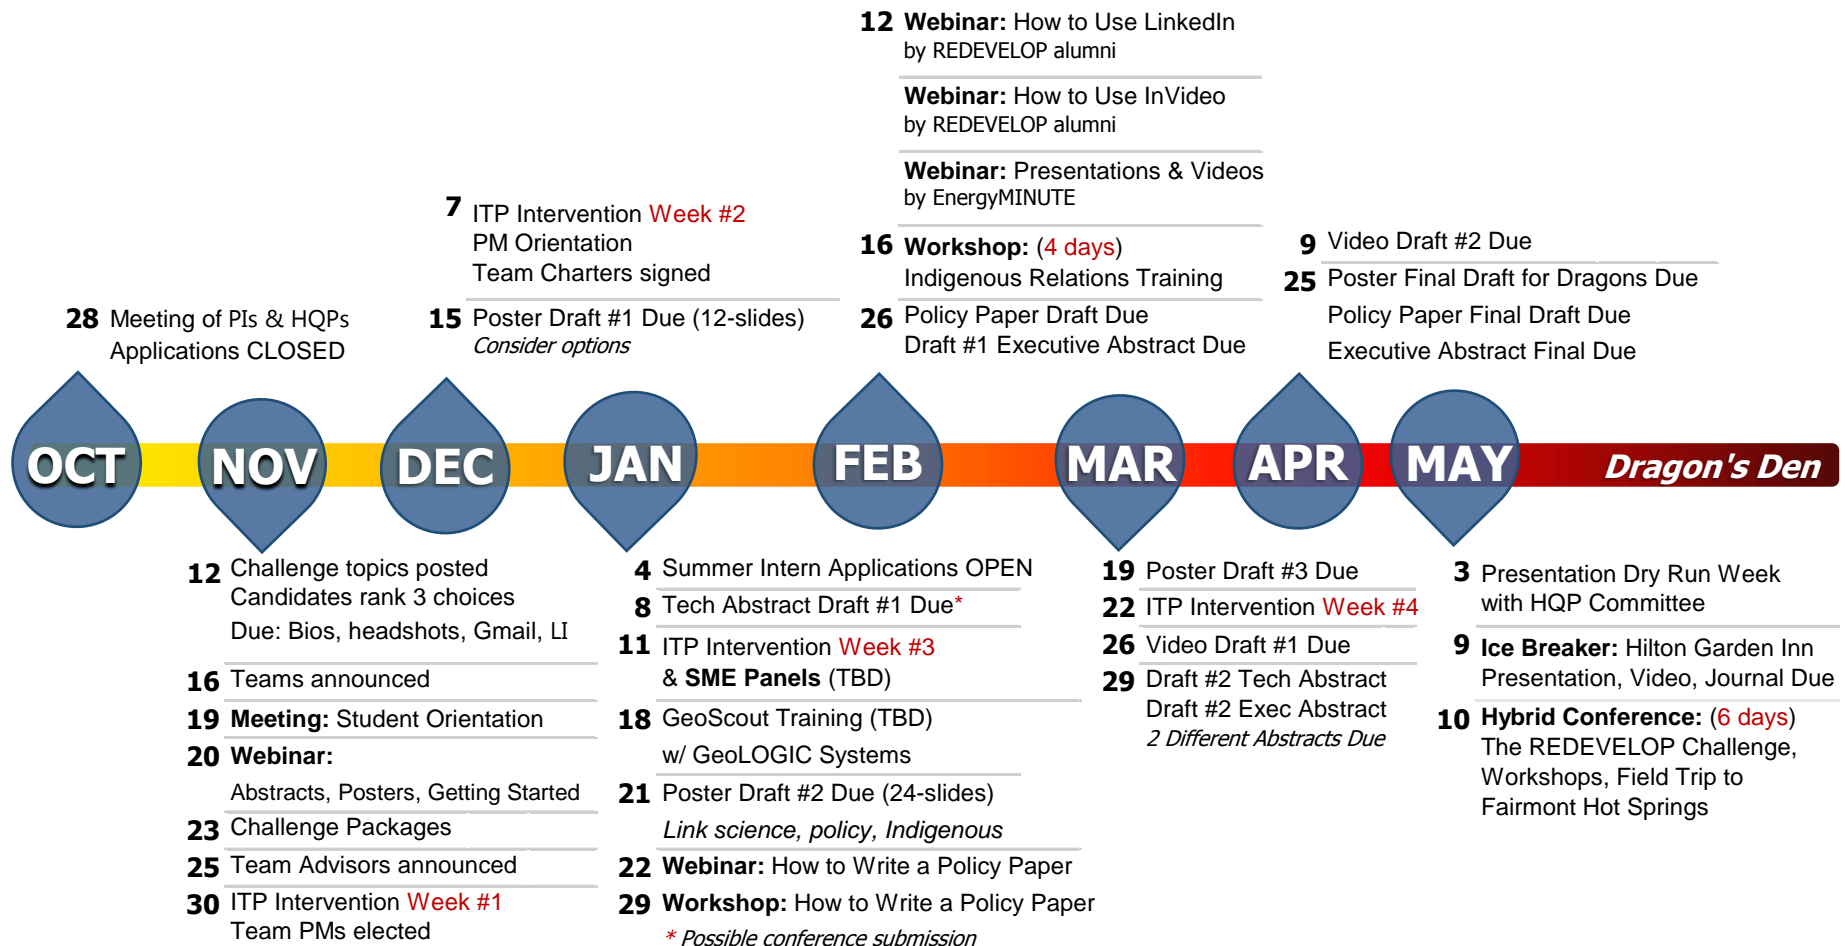 12 Webinar: How to Use LinkedIn
by REDEVELOP alumni
Webinar: How to Use InVideo
by REDEVELOP alumni
Webinar: Presentations & Videos
by EnergyMINUTE
16 Workshop: (4 days)
Indigenous Relations Training
26 Policy Paper Draft Due
Draft #1 Executive Abstract Due
7 ITP Intervention Week #2
PM Orientation
Team Charters signed
15 Poster Draft #1 Due (12-slides)
Consider options
28 Meeting of PIs & HQPs
Applications CLOSED
9 Video Draft #2 Due
25 Poster Final Draft for Dragons Due
Policy Paper Final Draft Due
Executive Abstract Final Due
OCT NOV DEC JAN FEB MAR APR MAY Dragon's Den
12 Challenge topics posted
Candidates rank 3 choices
Due: Bios, headshots, Gmail, LI
16 Teams announced
19 Meeting: Student Orientation
20 Webinar:
Abstracts, Posters, Getting Started
23 Challenge Packages
25 Team Advisors announced
30 ITP Intervention Week #1
Team PMs elected
4 Summer Intern Applications OPEN
8 Tech Abstract Draft #1 Due*
11 ITP Intervention Week #3
& SME Panels (TBD)
18 GeoScout Training (TBD)
w/ GeoLOGIC Systems
21 Poster Draft #2 Due (24-slides)
Link science, policy, Indigenous
22 Webinar: How to Write a Policy Paper
29 Workshop: How to Write a Policy Paper
* Possible conference submission
19 Poster Draft #3 Due
22 ITP Intervention Week #4
26 Video Draft #1 Due
29 Draft #2 Tech Abstract
Draft #2 Exec Abstract
2 Different Abstracts Due
3 Presentation Dry Run Week
with HQP Committee
9 Ice Breaker: Hilton Garden Inn
Presentation, Video, Journal Due
10 Hybrid Conference: (6 days)
The REDEVELOP Challenge,
Workshops, Field Trip to
Fairmont Hot Springs